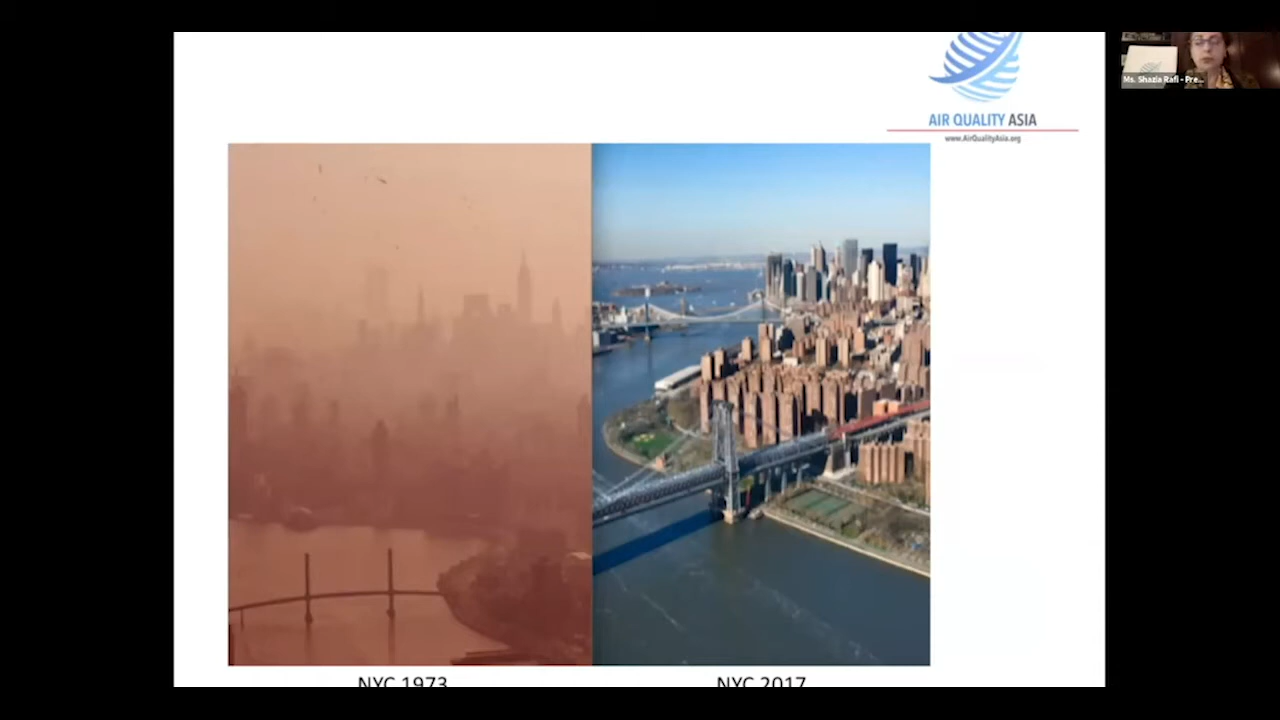 AIR QUALITY ASIA
www.AirQualityAsia.org
Ms. Shazia Rafi - Pre...
NYC 1973
NYC 2017